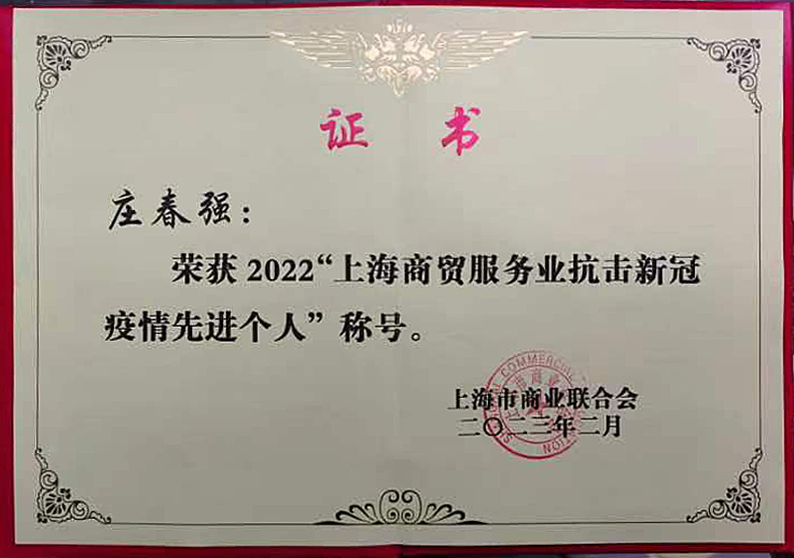 证 书
庄春强：
荣获2022“上海商贸服务业抗击新冠
疫情先进个人”称号。
上海市商业联合会
二〇二三年二月